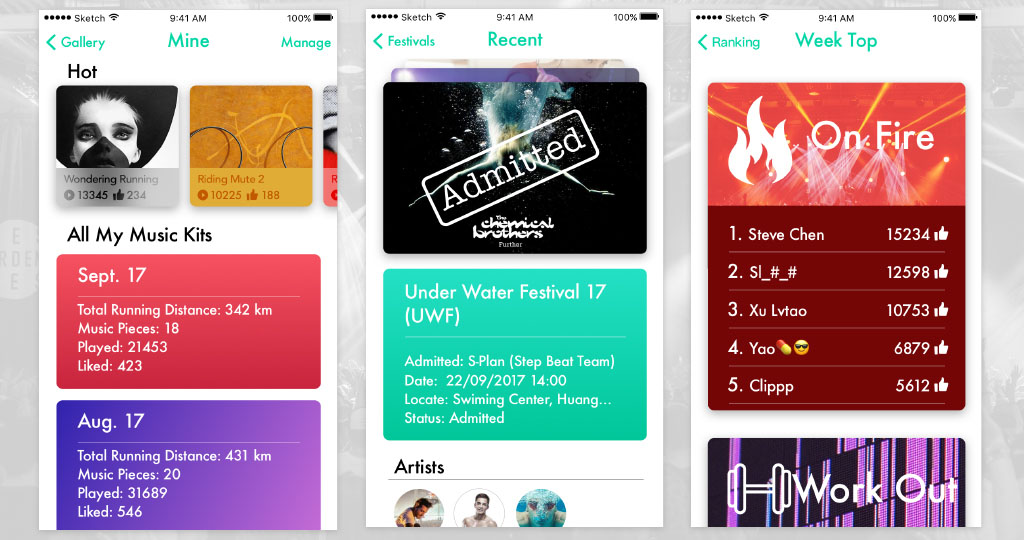 Sketch 9:41 AM 100%
Gallery Mine Manage
Hot
Wondering Running
13345 234
Riding Mute 2
10225 188
R
All My Music Kits
Sept. 17
Total Running Distance: 342 km
Music Pieces: 18
Played: 21453
Liked: 423
Aug. 17
Total Running Distance: 431 km
Music Pieces: 20
Played: 31689
Liked: 546
Sketch 9:41 AM 100%
Festivals Recent
Admitted
The
chemical
brothers
Further
Under Water Festival 17
(UWF)
Admitted: S-Plan (Step Beat Team)
Date: 22/09/2017 14:00
Locate: Swiming Center, Huang...
Status: Admitted
Artists
Sketch 9:41 AM 100%
Ranking Week Top
On Fire
1. Steve Chen 15234
2. Sl_#_# 12598
3. Xu Lvtao 10753
4. Yao💊😎 6879
5. Clippp 5612
Work Out